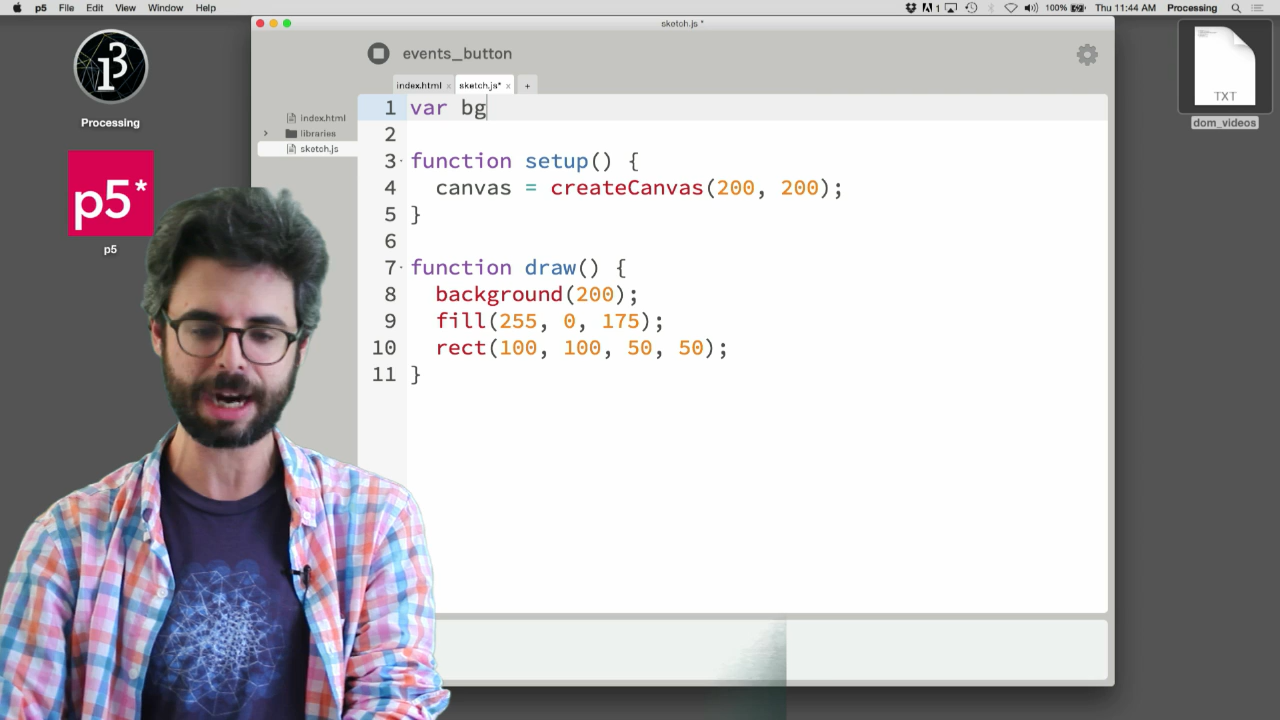 p5 File Edit View Window Help
1 100% Thu 11:44 AM Processing
sketch.js *
events_button
index.html × sketch.js* × +
index.html
libraries
sketch.js
Processing
p5*
p5
TXT
dom_videos
1 var bg
2
3 function setup() {
4 canvas = createCanvas(200, 200);
5 }
6
7 function draw() {
8 background(200);
9 fill(255, 0, 175);
10 rect(100, 100, 50, 50);
11 }